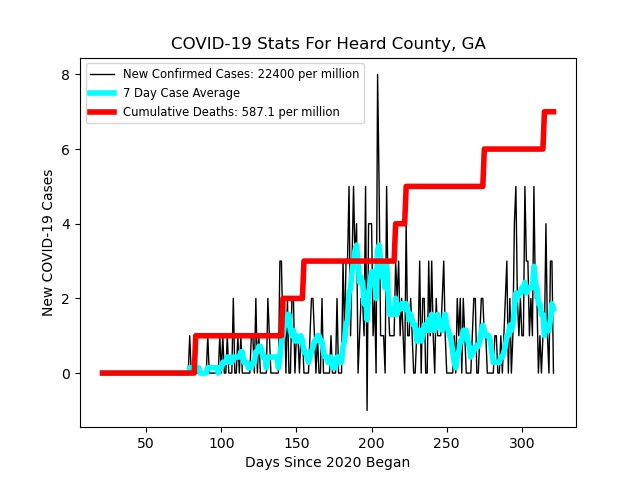 COVID-19 Stats For Heard County, GA
New Confirmed Cases: 22400 per million
7 Day Case Average
Cumulative Deaths: 587.1 per million
New COVID-19 Cases
8
6
4
2
0
50 100 150 200 250 300
Days Since 2020 Began